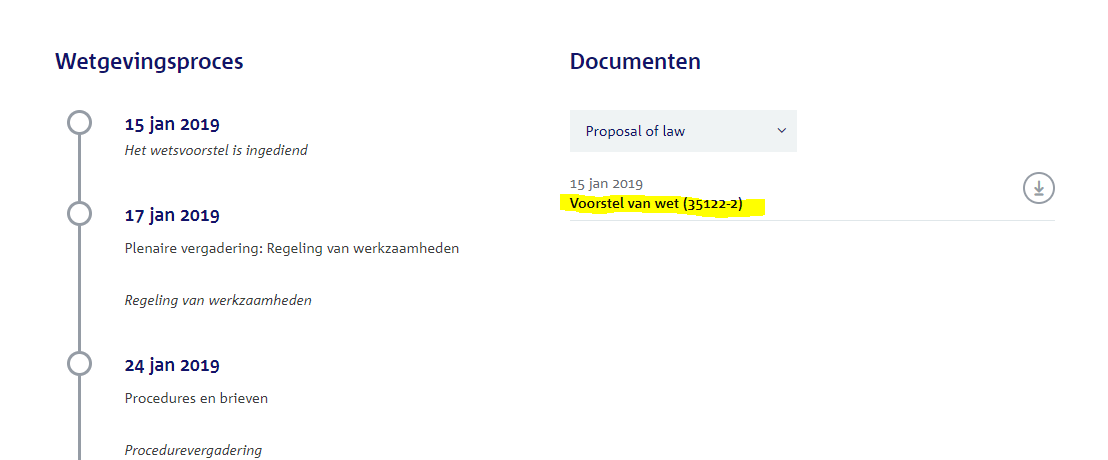 Wetgevingsproces
15 jan 2019
Het wetsvoorstel is ingediend
17 jan 2019
Plenaire vergadering: Regeling van werkzaamheden
Regeling van werkzaamheden
24 jan 2019
Procedures en brieven
Procedurevergadering
Documenten
Proposal of law
15 jan 2019
Voorstel van wet (35122-2)